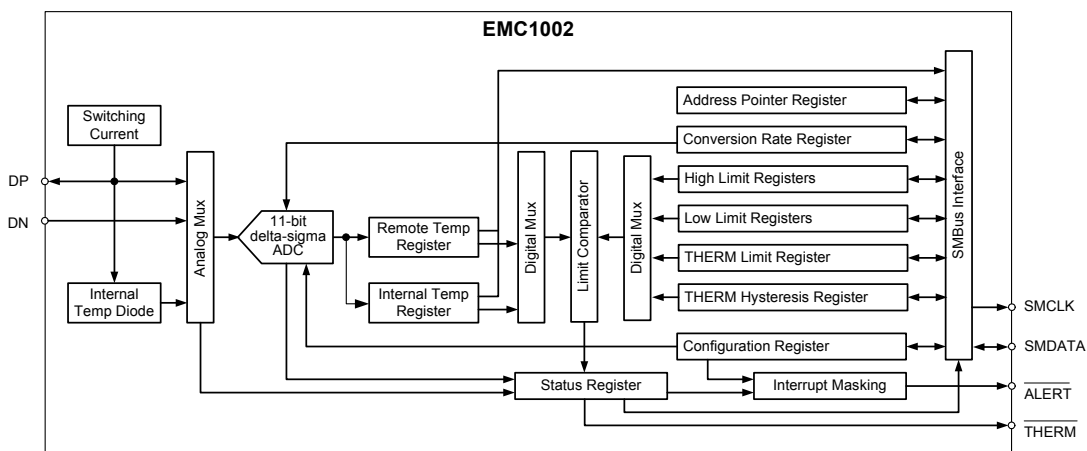 EMC1002
Switching
Current
Address Pointer Register
Conversion Rate Register
High Limit Registers
Low Limit Registers
THERM Limit Register
THERM Hysteresis Register
Configuration Register
DP
DN
Analog Mux
11-bit
delta-sigma
ADC
Remote Temp
Register
Internal Temp
Register
Digital Mux
Limit Comparator
Digital Mux
SMBus Interface
Internal
Temp Diode
Status Register
Interrupt Masking
SMCLK
SMDATA
ALERT
THERM